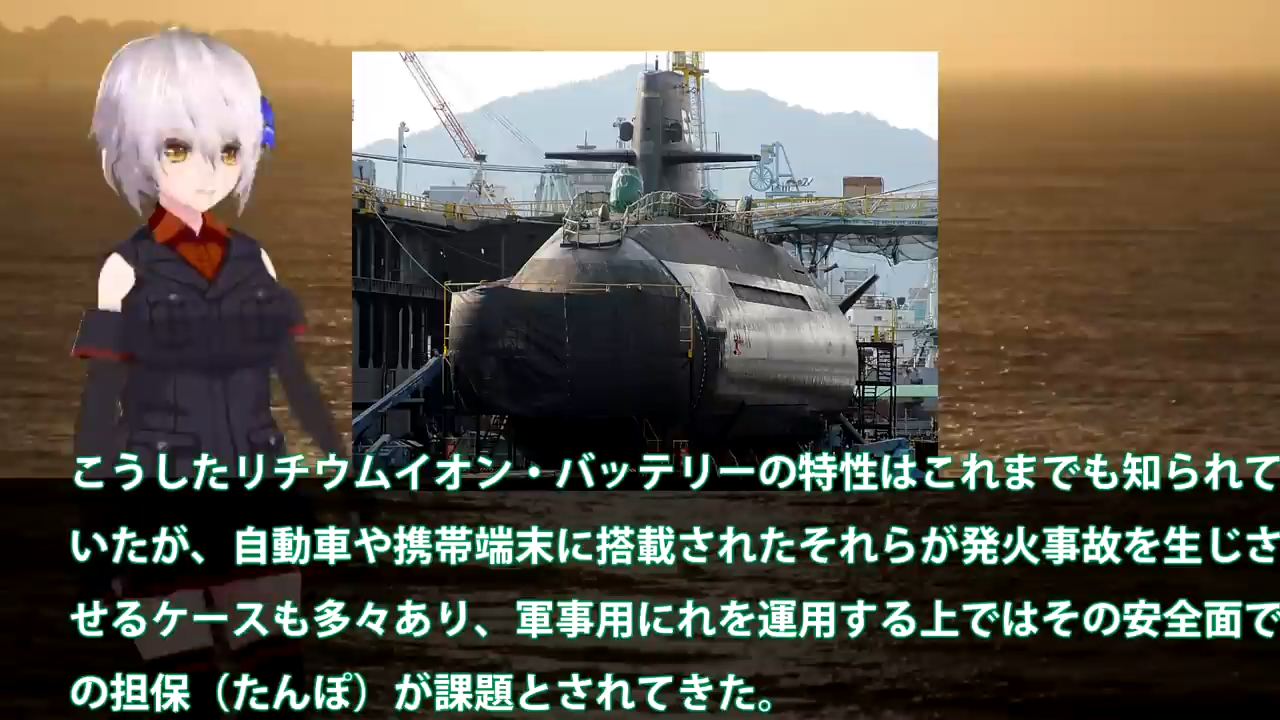 こうしたリチウムイオン・バッテリーの特性はこれまでも知られて
いたが、自動車や携帯端末に搭載されたそれらが発火事故を生じさ
せるケースも多々あり、軍事用にれを運用する上ではその安全面で
の担保（たんぽ）が課題とされてきた。